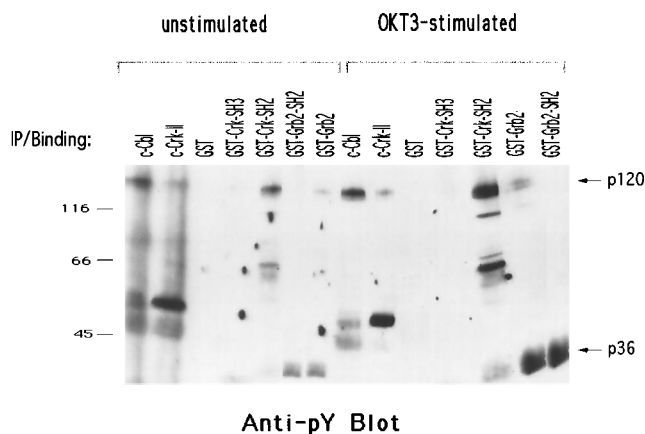 unstimulated
OKT3-stimulated
IP/Binding:
c-Cbl
c-Crk-II
GST
GST-Crk-SH3
GST-Crk-SH2
GST-Grb2-SH2
GST-Grb2
c-Cbl
c-Crk-II
GST
GST-Crk-SH3
GST-Crk-SH2
GST-Grb2
GST-Grb2-SH2
p120
116
66
45
p36
Anti-pY Blot